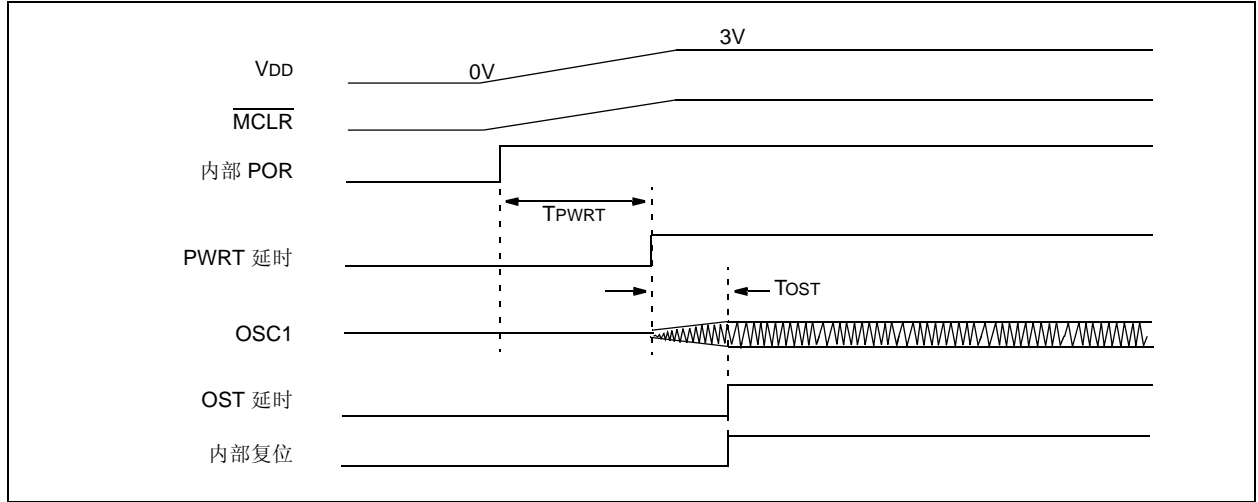 3V
VDD
0V
MCLR
内部 POR
TPWRT
PWRT 延时
TOST
OSC1
OST 延时
内部复位